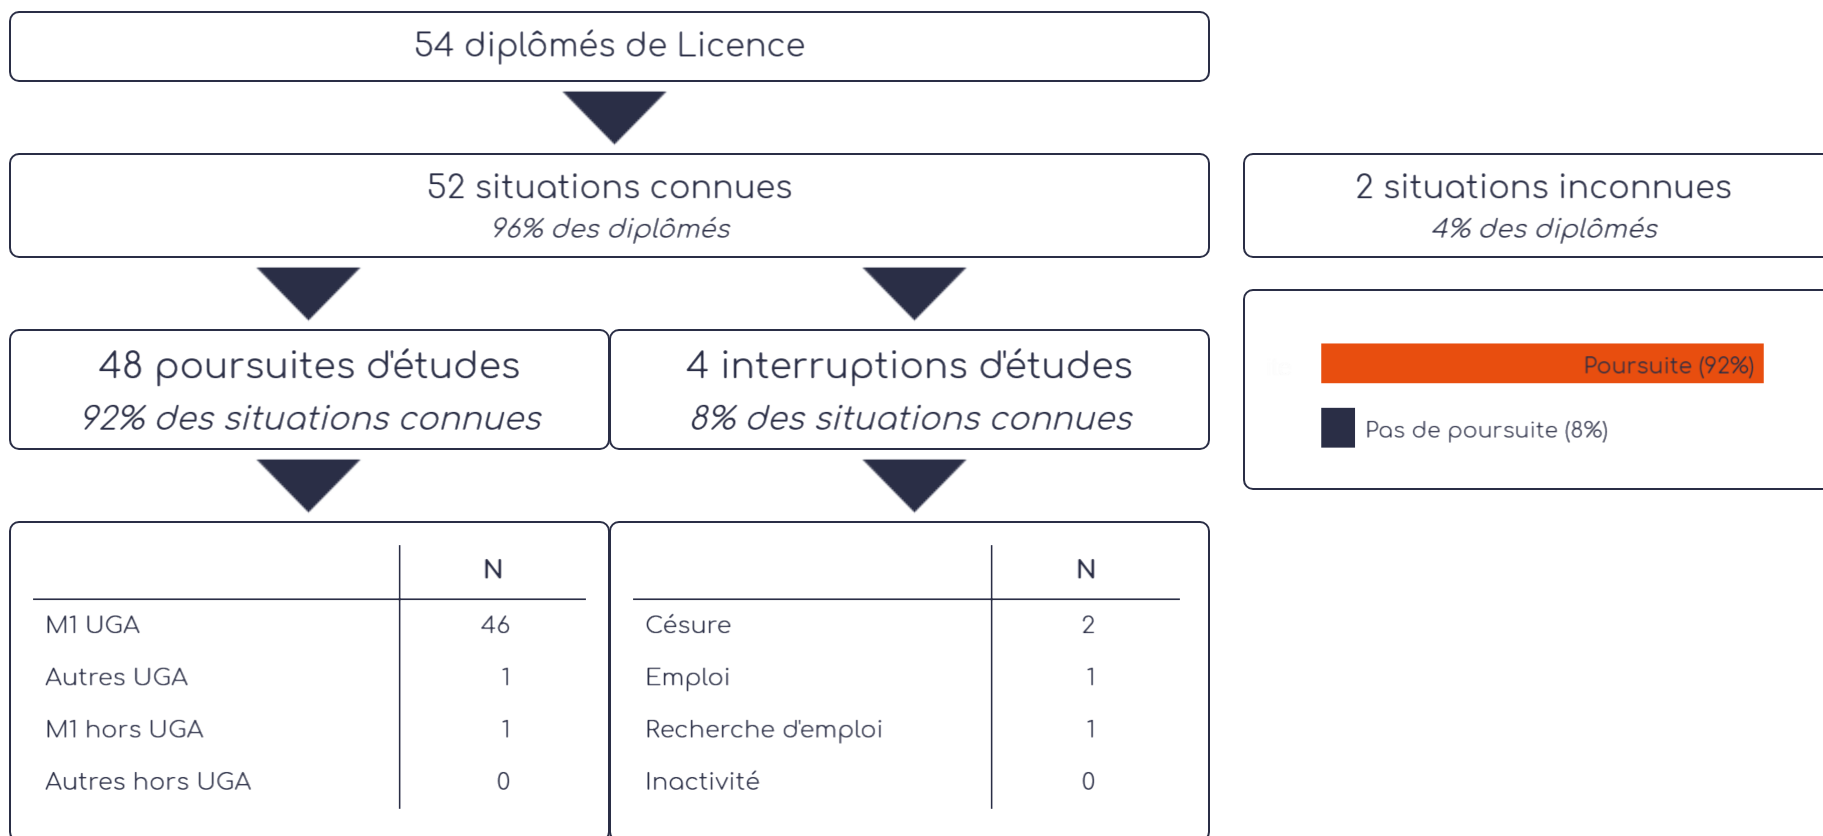 54 diplômés de Licence
52 situations connues
96% des diplômés
2 situations inconnues
4% des diplômés
48 poursuites d'études
92% des situations connues
4 interruptions d'études
8% des situations connues
Poursuite (92%)
Pas de poursuite (8%)
N
M1 UGA 46
Autres UGA 1
M1 hors UGA 1
Autres hors UGA 0
N
Césure 2
Emploi 1
Recherche d'emploi 1
Inactivité 0